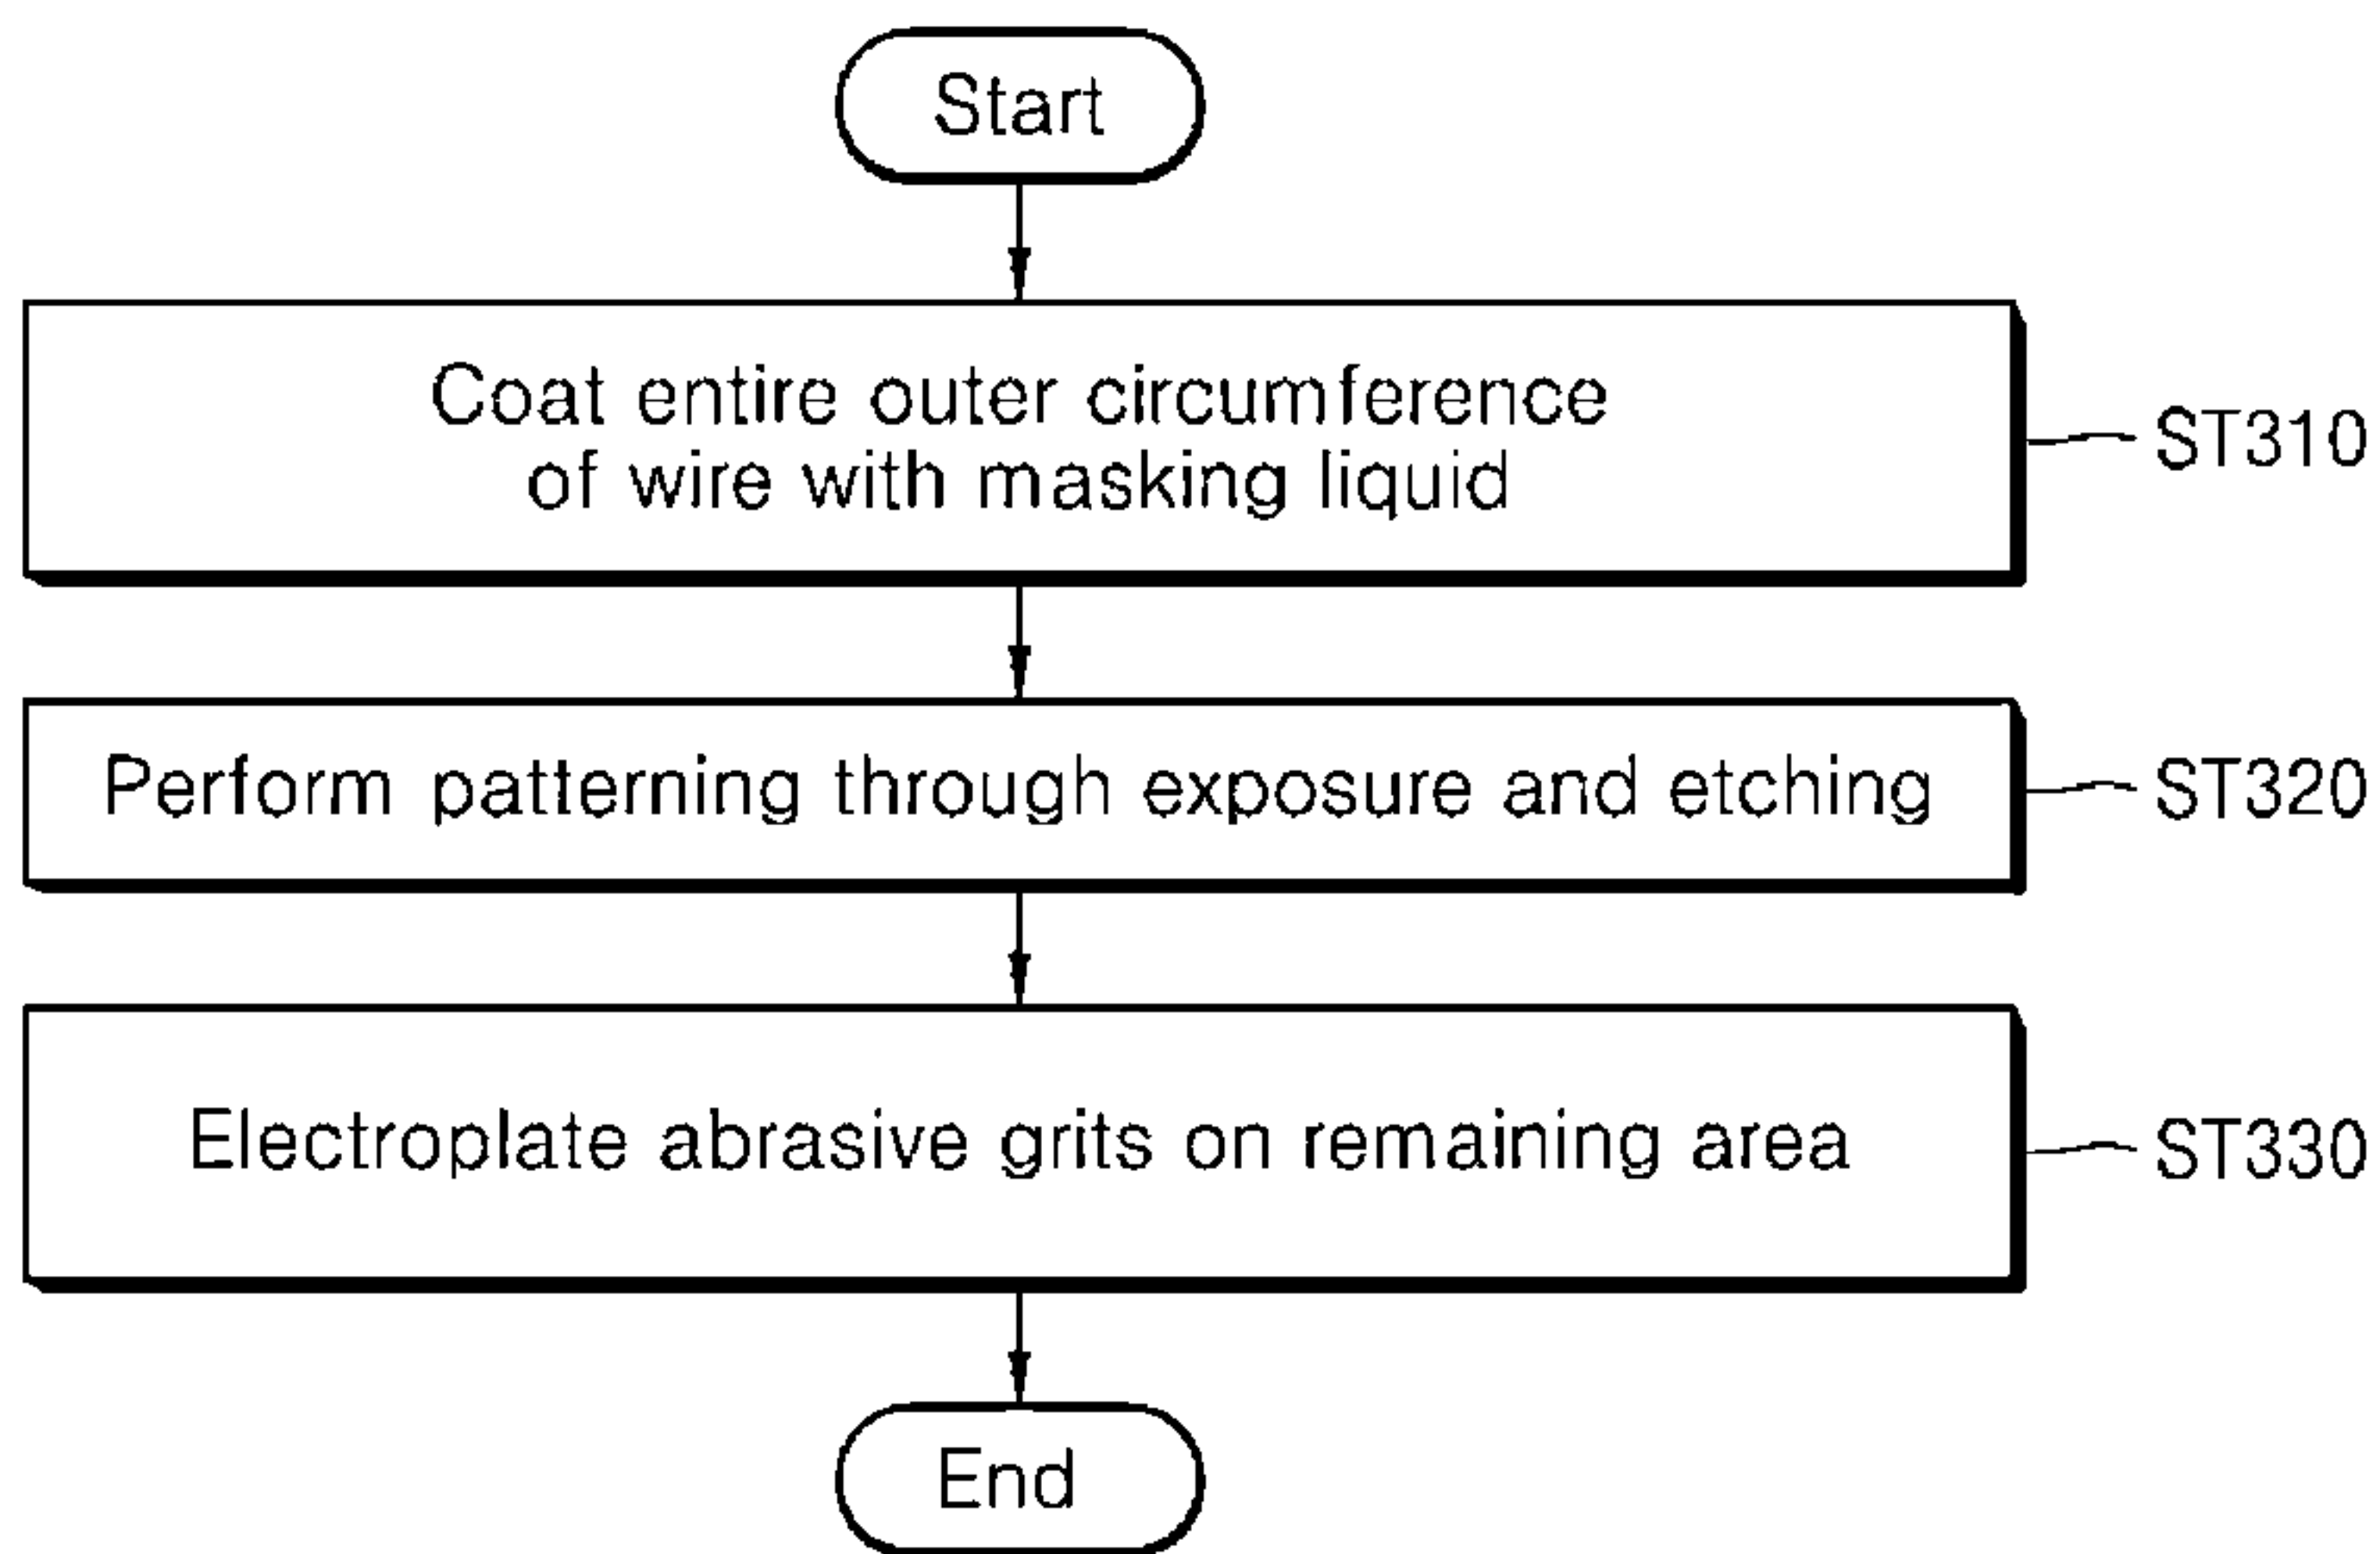 Start
Coat entire outer circumference
of wire with masking liquid
ST310
Perform patterning through exposure and etching
ST320
Electroplate abrasive grits on remaining area
ST330
End